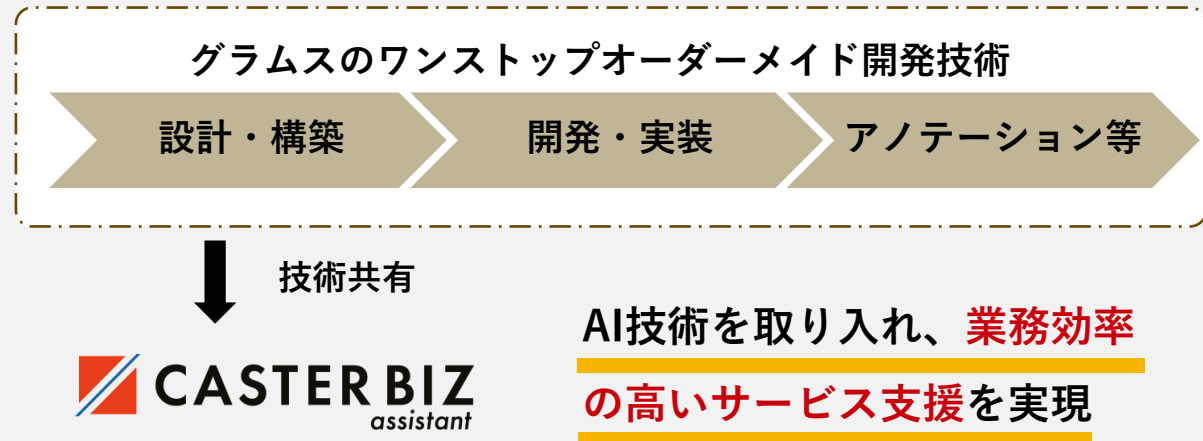 グラムスのワンストップオーダーメイド開発技術
設計・構築
開発・実装
アノテーション等
技術共有
AI技術を取り入れ、業務効率
の高いサービス支援を実現
CASTER BIZ
assistant